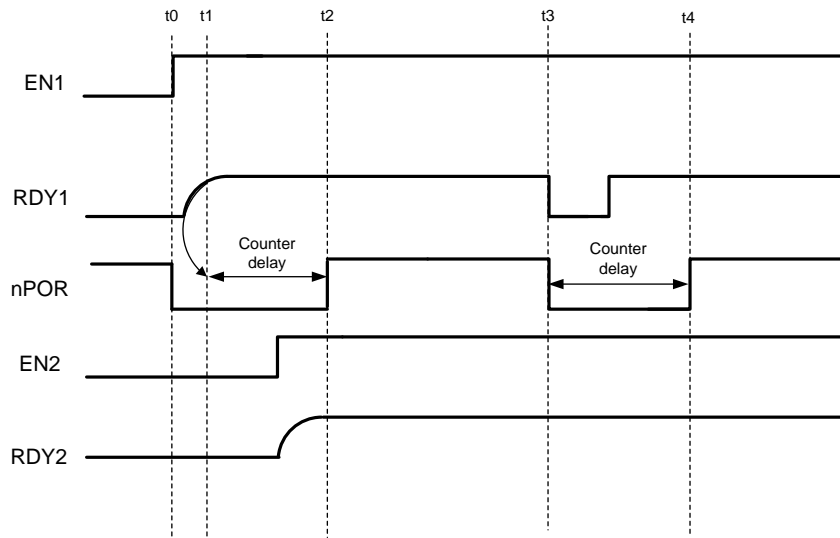 t0
t1
t2
t3
t4
EN1
RDY1
Counter
delay
Counter
delay
nPOR
EN2
RDY2